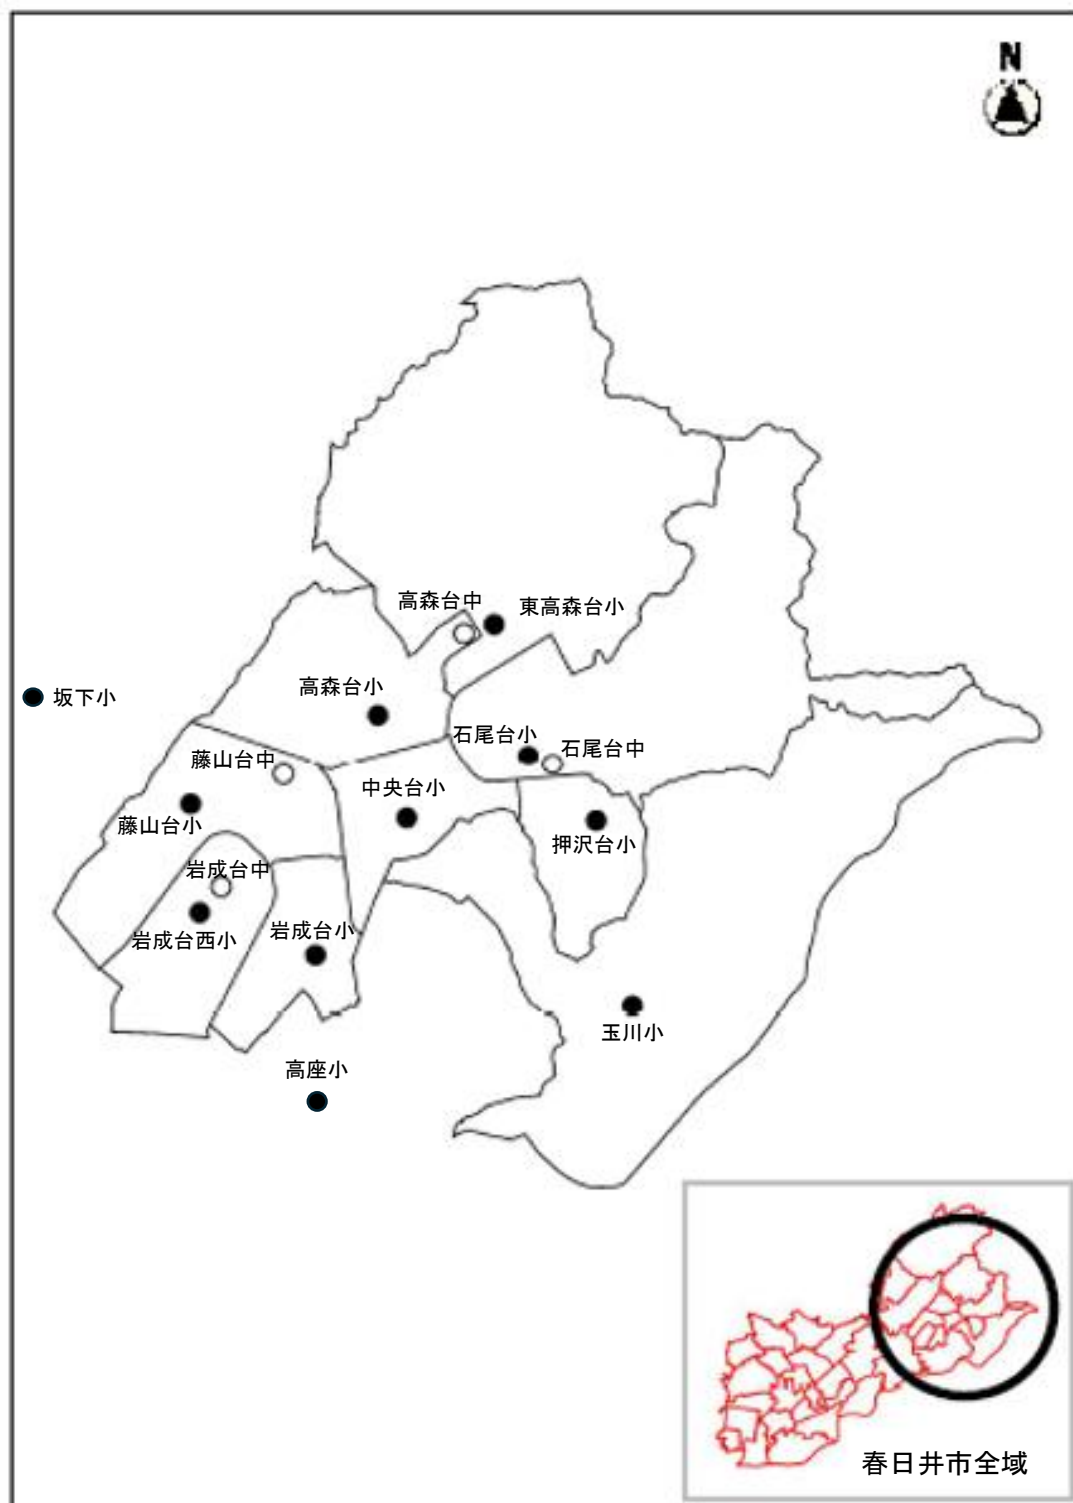 N
高森台中
東高森台小
高森台小
坂下小
石尾台小
石尾台中
藤山台中
中央台小
藤山台小
押沢台小
岩成台中
岩成台西小
岩成台小
玉川小
高座小
春日井市全域